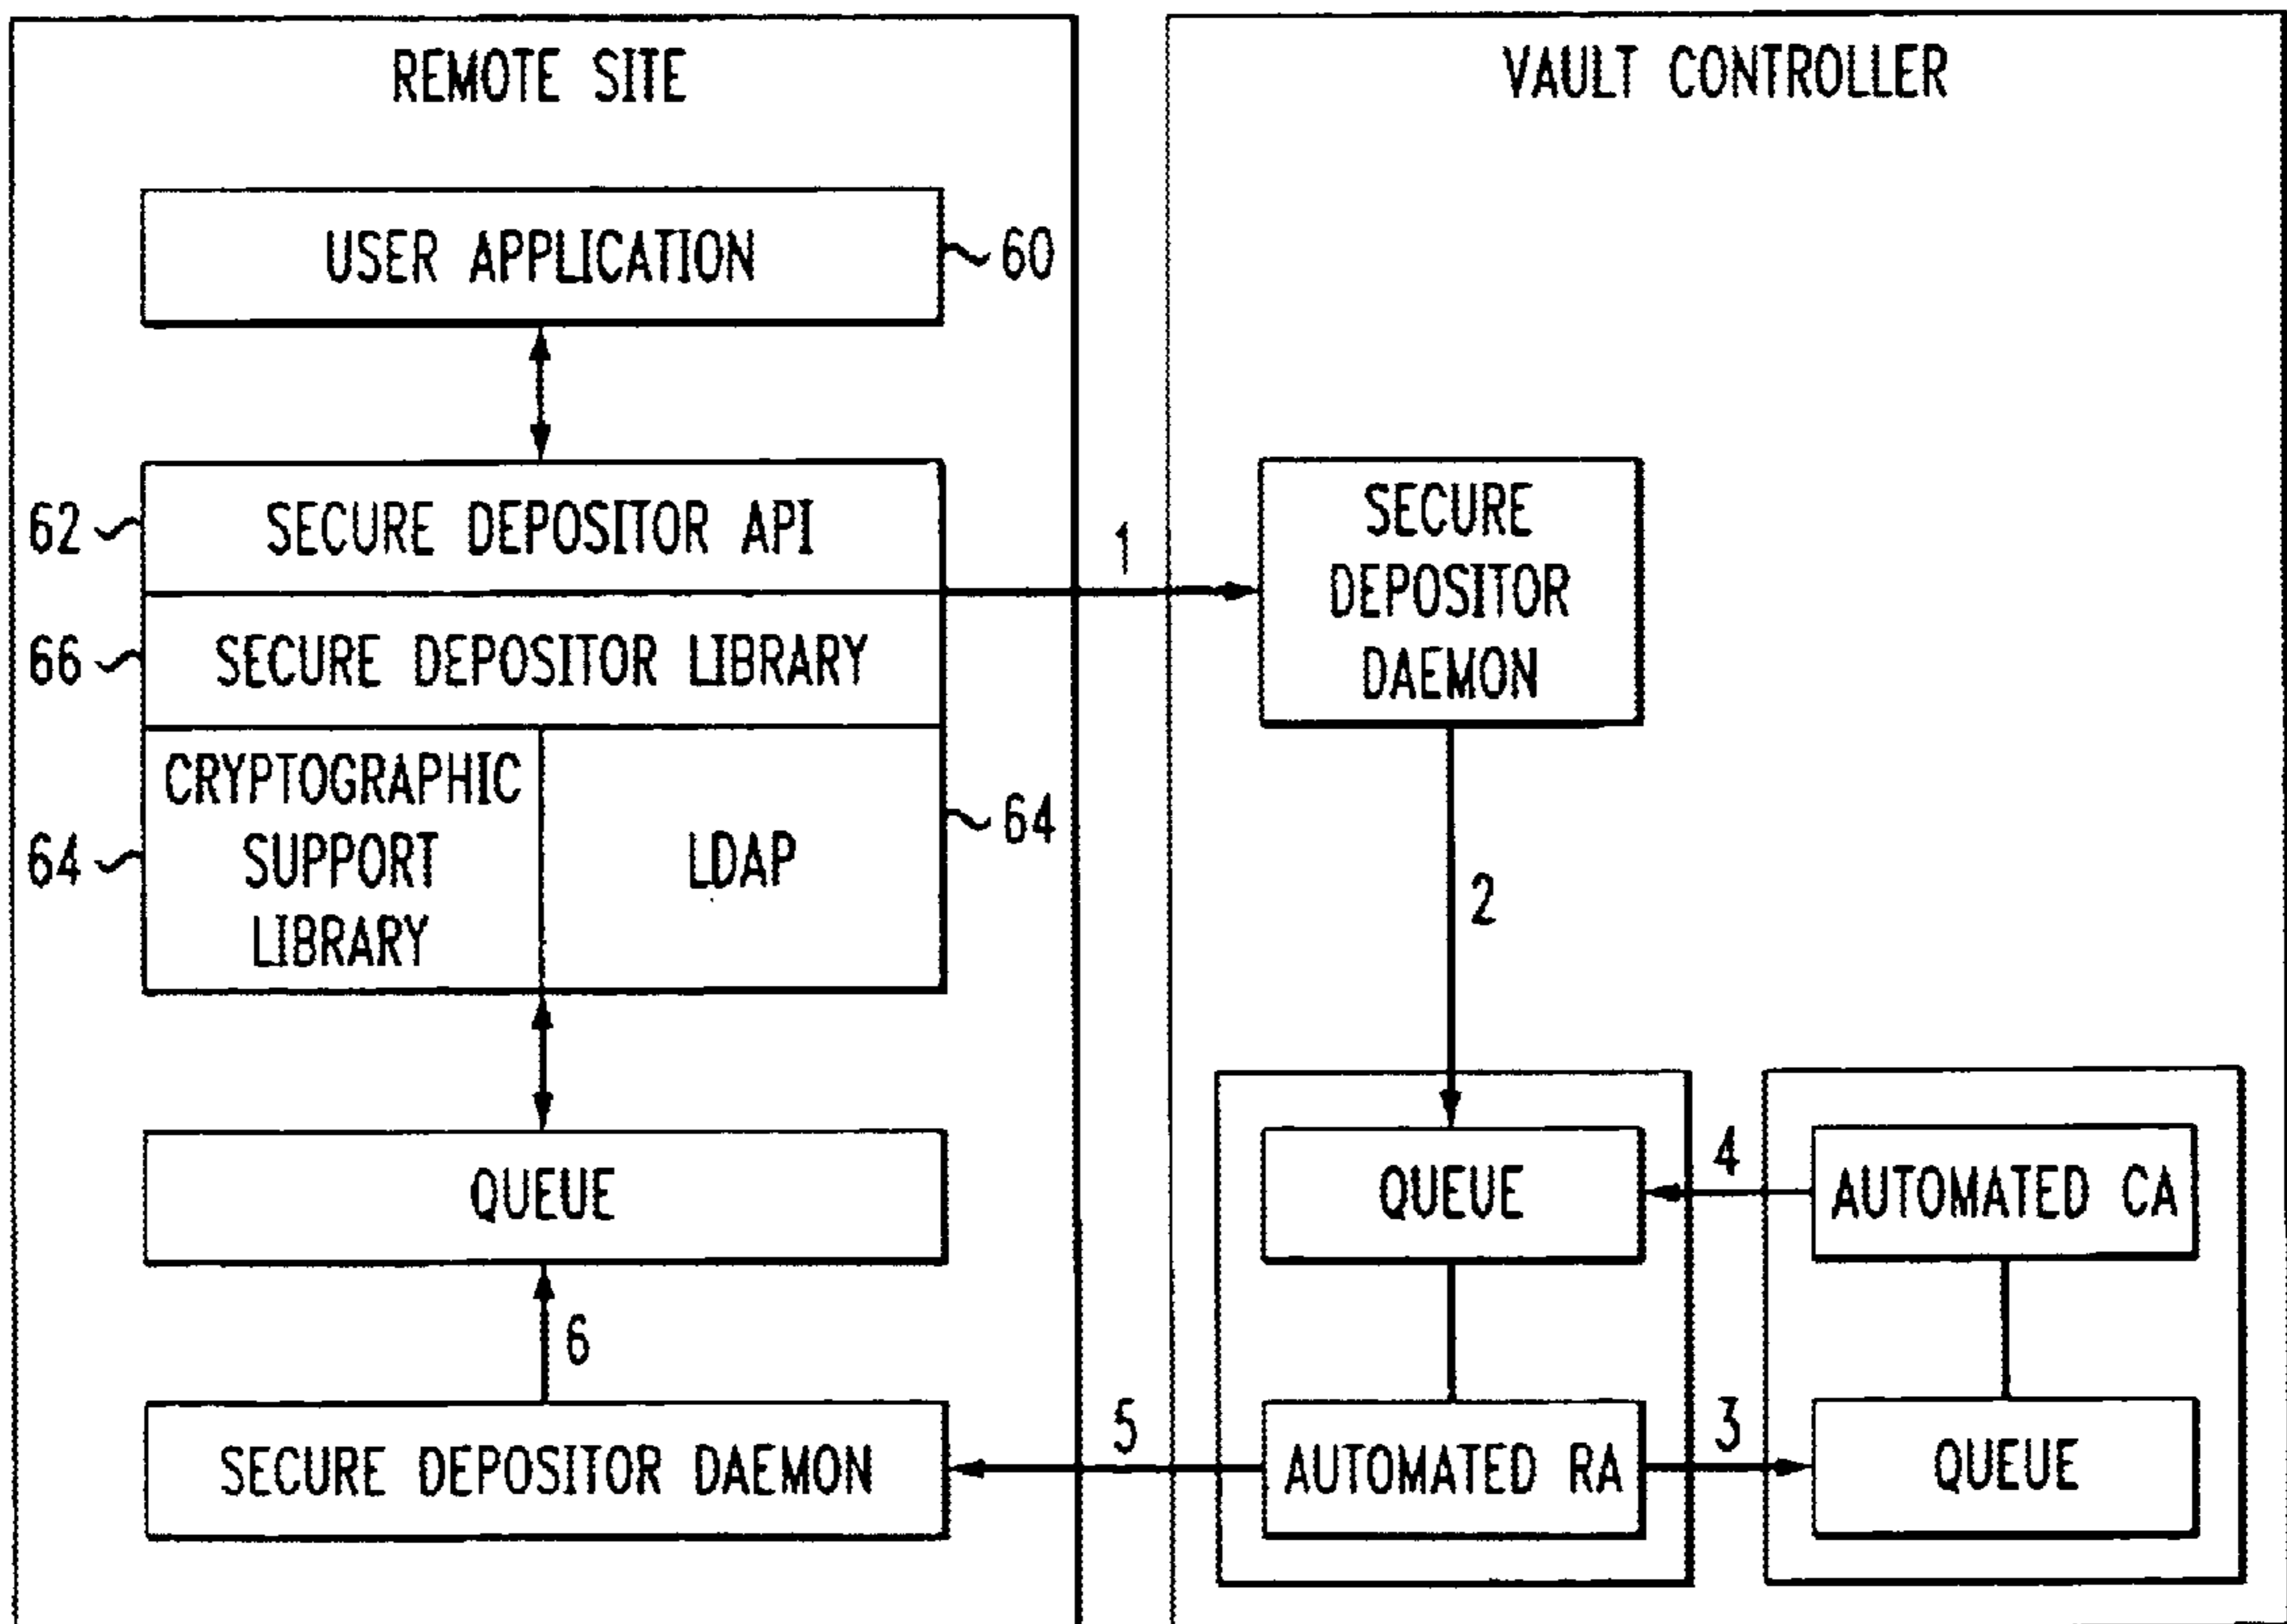 REMOTE SITE
USER APPLICATION
60
62
SECURE DEPOSITOR API
66
SECURE DEPOSITOR LIBRARY
64
CRYPTOGRAPHIC
SUPPORT
LIBRARY
LDAP
64
QUEUE
6
SECURE DEPOSITOR DAEMON
1
5
VAULT CONTROLLER
SECURE
DEPOSITOR
DAEMON
2
QUEUE
4
AUTOMATED CA
AUTOMATED RA
3
QUEUE